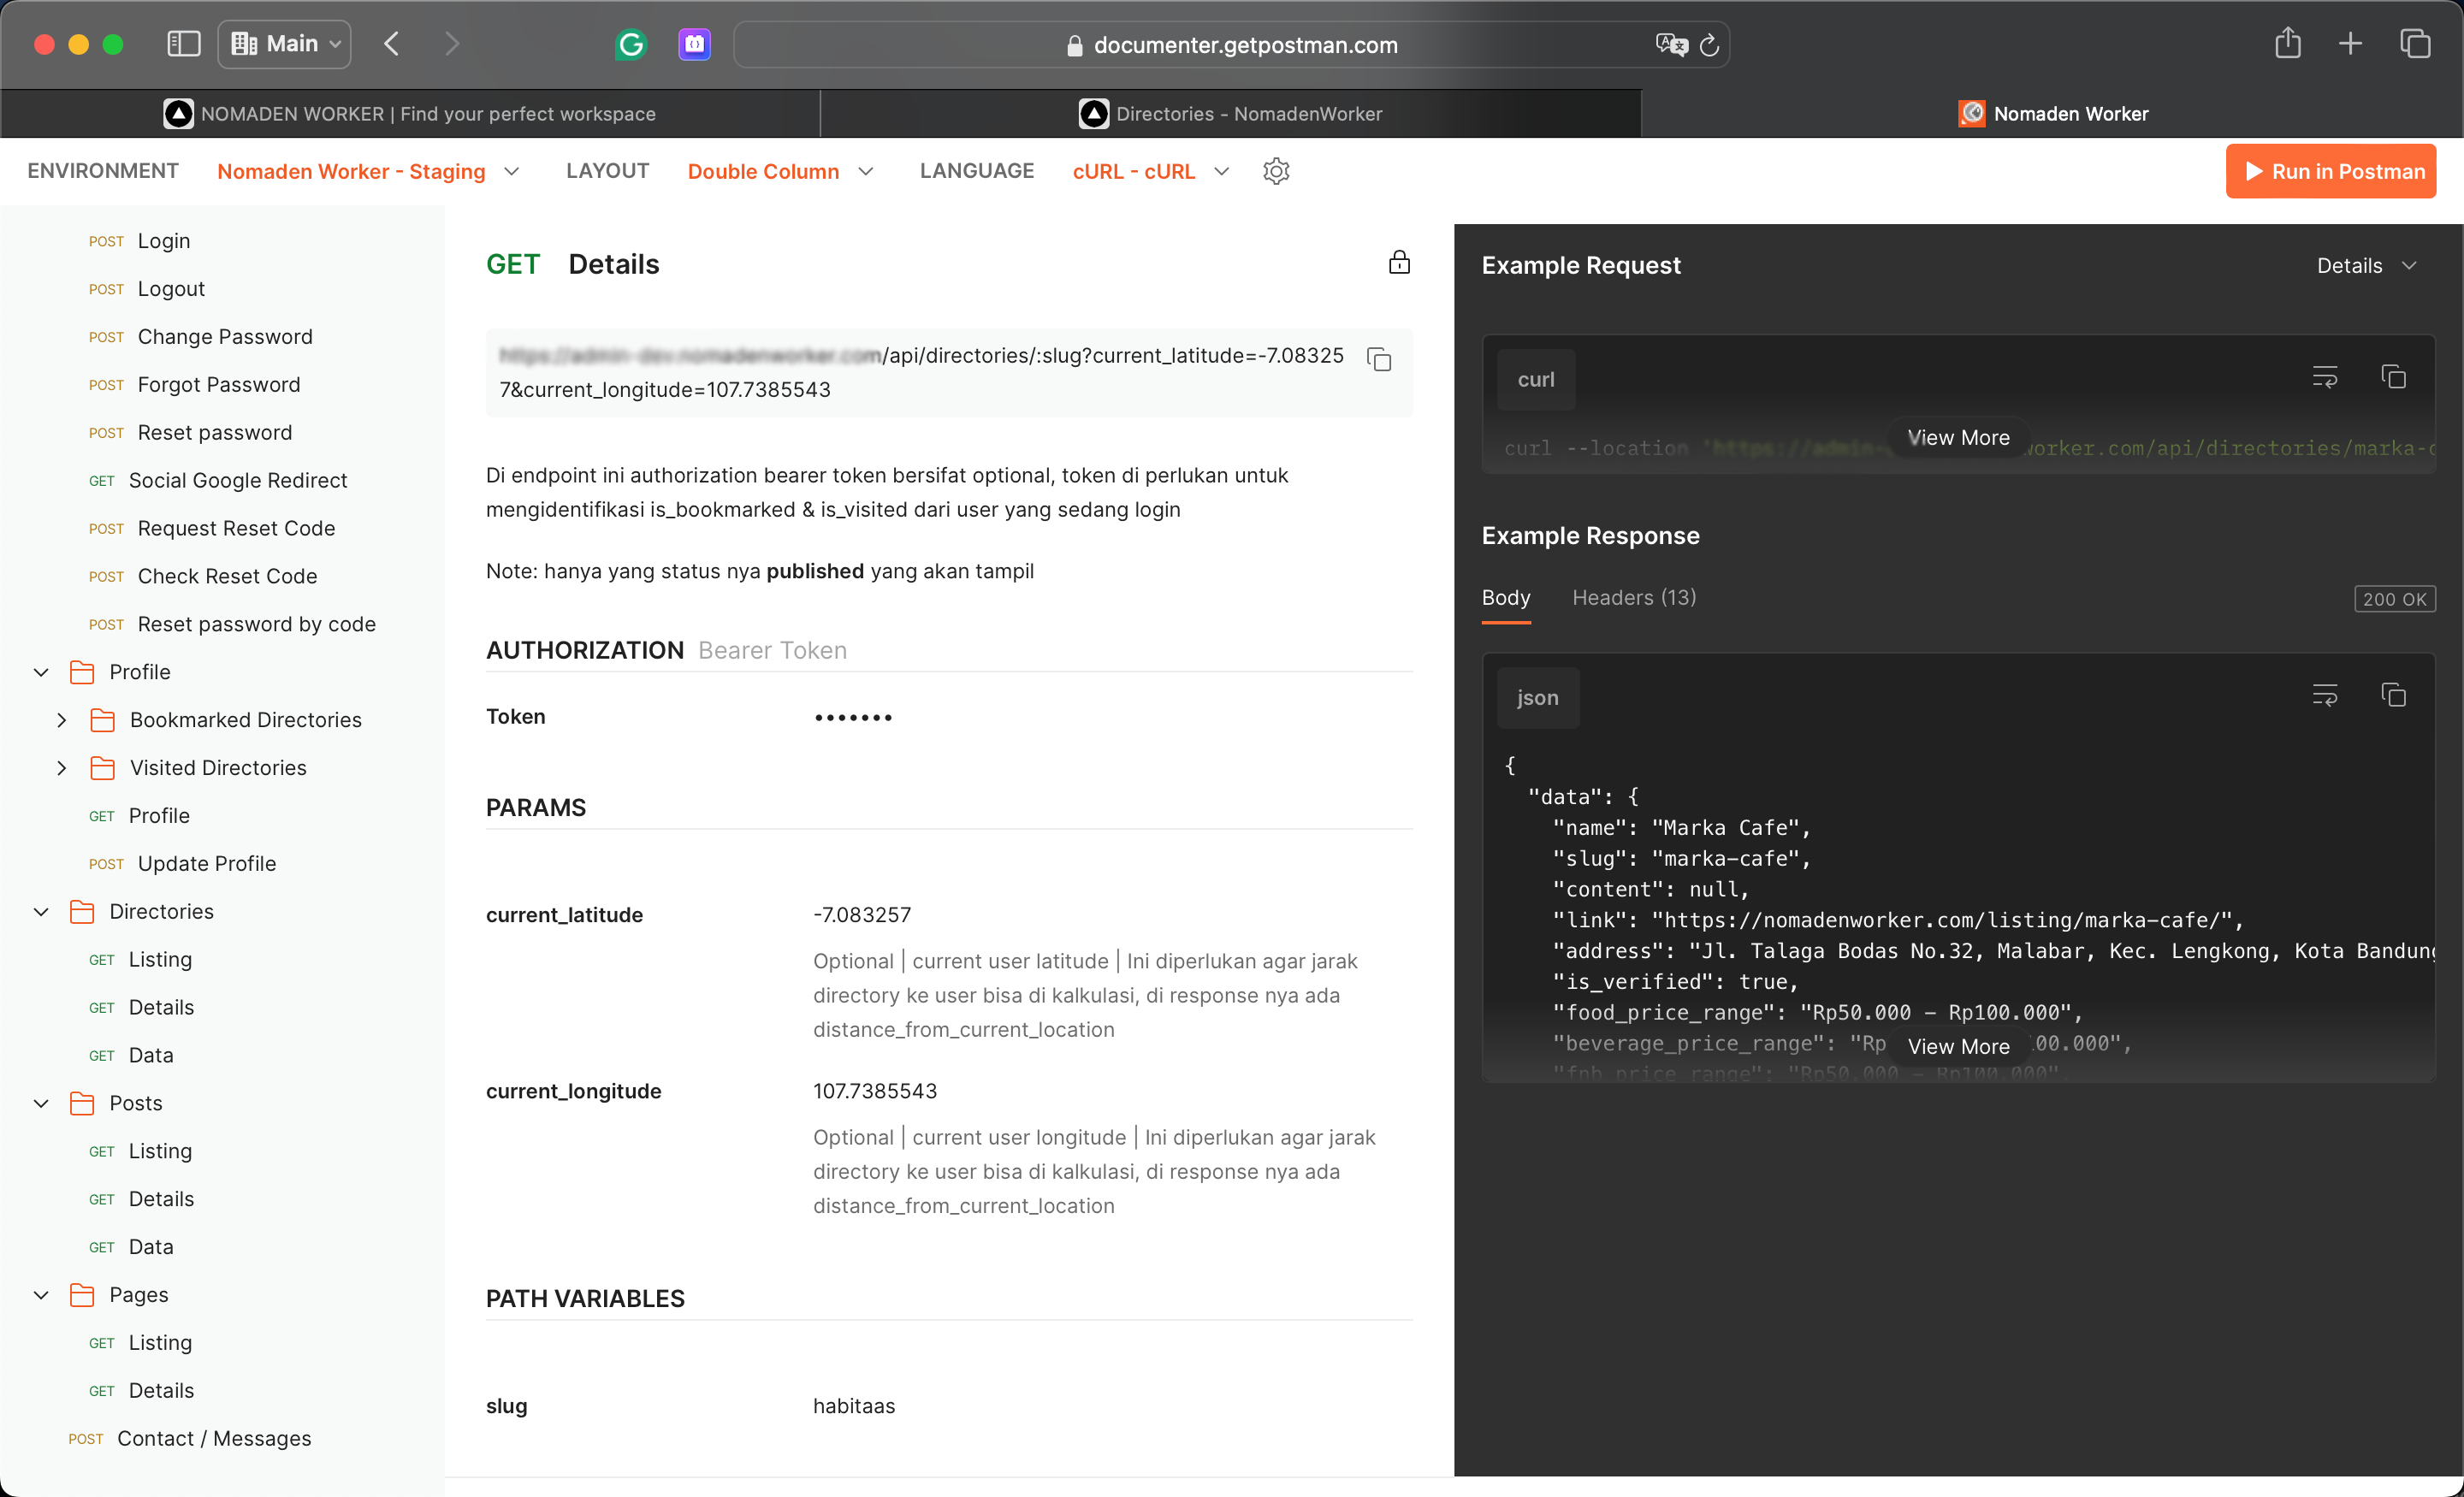 Main
documenter.getpostman.com
NOMADEN WORKER | Find your perfect workspace
Directories - NomadenWorker
Nomaden Worker
ENVIRONMENT Nomaden Worker - Staging LAYOUT Double Column LANGUAGE cURL - cURL
Run in Postman
POST Login
POST Logout
POST Change Password
POST Forgot Password
POST Reset password
GET Social Google Redirect
POST Request Reset Code
POST Check Reset Code
POST Reset password by code
Profile
Bookmarked Directories
Visited Directories
GET Profile
POST Update Profile
Directories
GET Listing
GET Details
GET Data
Posts
GET Listing
GET Details
GET Data
Pages
GET Listing
GET Details
POST Contact / Messages
GET Details
/api/directories/:slug?current_latitude=-7.08325
7&current_longitude=107.7385543
Di endpoint ini authorization bearer token bersifat optional, token di perlukan untuk
mengidentifikasi is_bookmarked & is_visited dari user yang sedang login
Note: hanya yang status nya published yang akan tampil
AUTHORIZATION Bearer Token
Token •••••••
PARAMS
current_latitude -7.083257
Optional | current user latitude | Ini diperlukan agar jarak
directory ke user bisa di kalkulasi, di response nya ada
distance_from_current_location
current_longitude 107.7385543
Optional | current user longitude | Ini diperlukan agar jarak
directory ke user bisa di kalkulasi, di response nya ada
distance_from_current_location
PATH VARIABLES
slug habitaas
Example Request
Details
curl
curl --location 'https://admin- worker.com/api/directories/marka-c
View More
Example Response
Body Headers (13)
200 OK
json
{
"data": {
"name": "Marka Cafe",
"slug": "marka-cafe",
"content": null,
"link": "https://nomadenworker.com/listing/marka-cafe/",
"address": "Jl. Talaga Bodas No.32, Malabar, Kec. Lengkong, Kota Bandung
"is_verified": true,
"food_price_range": "Rp50.000 – Rp100.000",
"beverage_price_range": "Rp 00.000",
View More
"fnb_price_range": "Rp50.000 – Rp100.000",